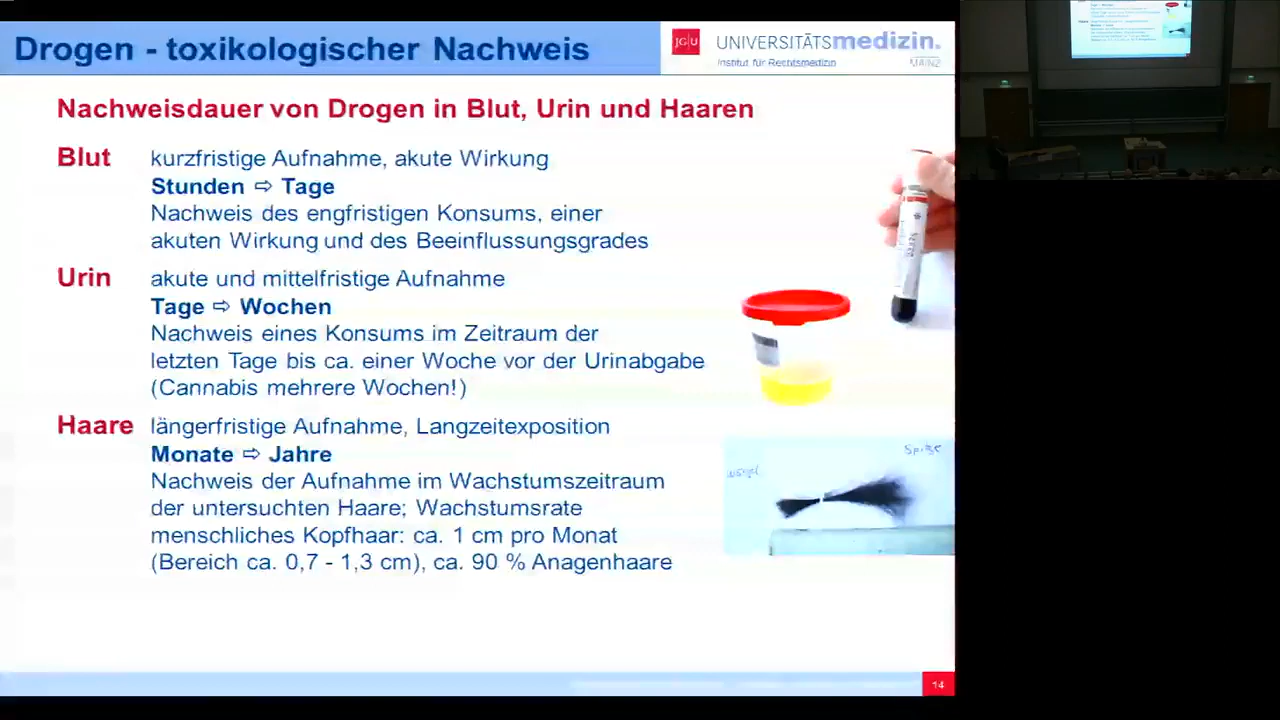 Drogen - toxikologischer Nachweis
JG|U
UNIVERSITÄTSmedizin.
Institut für Rechtsmedizin
MAINZ
Nachweisdauer von Drogen in Blut, Urin und Haaren
Blut kurzfristige Aufnahme, akute Wirkung
Stunden ⇨ Tage
Nachweis des engfristigen Konsums, einer
akuten Wirkung und des Beeinflussungsgrades
Urin akute und mittelfristige Aufnahme
Tage ⇨ Wochen
Nachweis eines Konsums im Zeitraum der
letzten Tage bis ca. einer Woche vor der Urinabgabe
(Cannabis mehrere Wochen!)
Haare längerfristige Aufnahme, Langzeitexposition
Monate ⇨ Jahre
Nachweis der Aufnahme im Wachstumszeitraum
der untersuchten Haare; Wachstumsrate
menschliches Kopfhaar: ca. 1 cm pro Monat
(Bereich ca. 0,7 - 1,3 cm), ca. 90 % Anagenhaare
Spitze
14